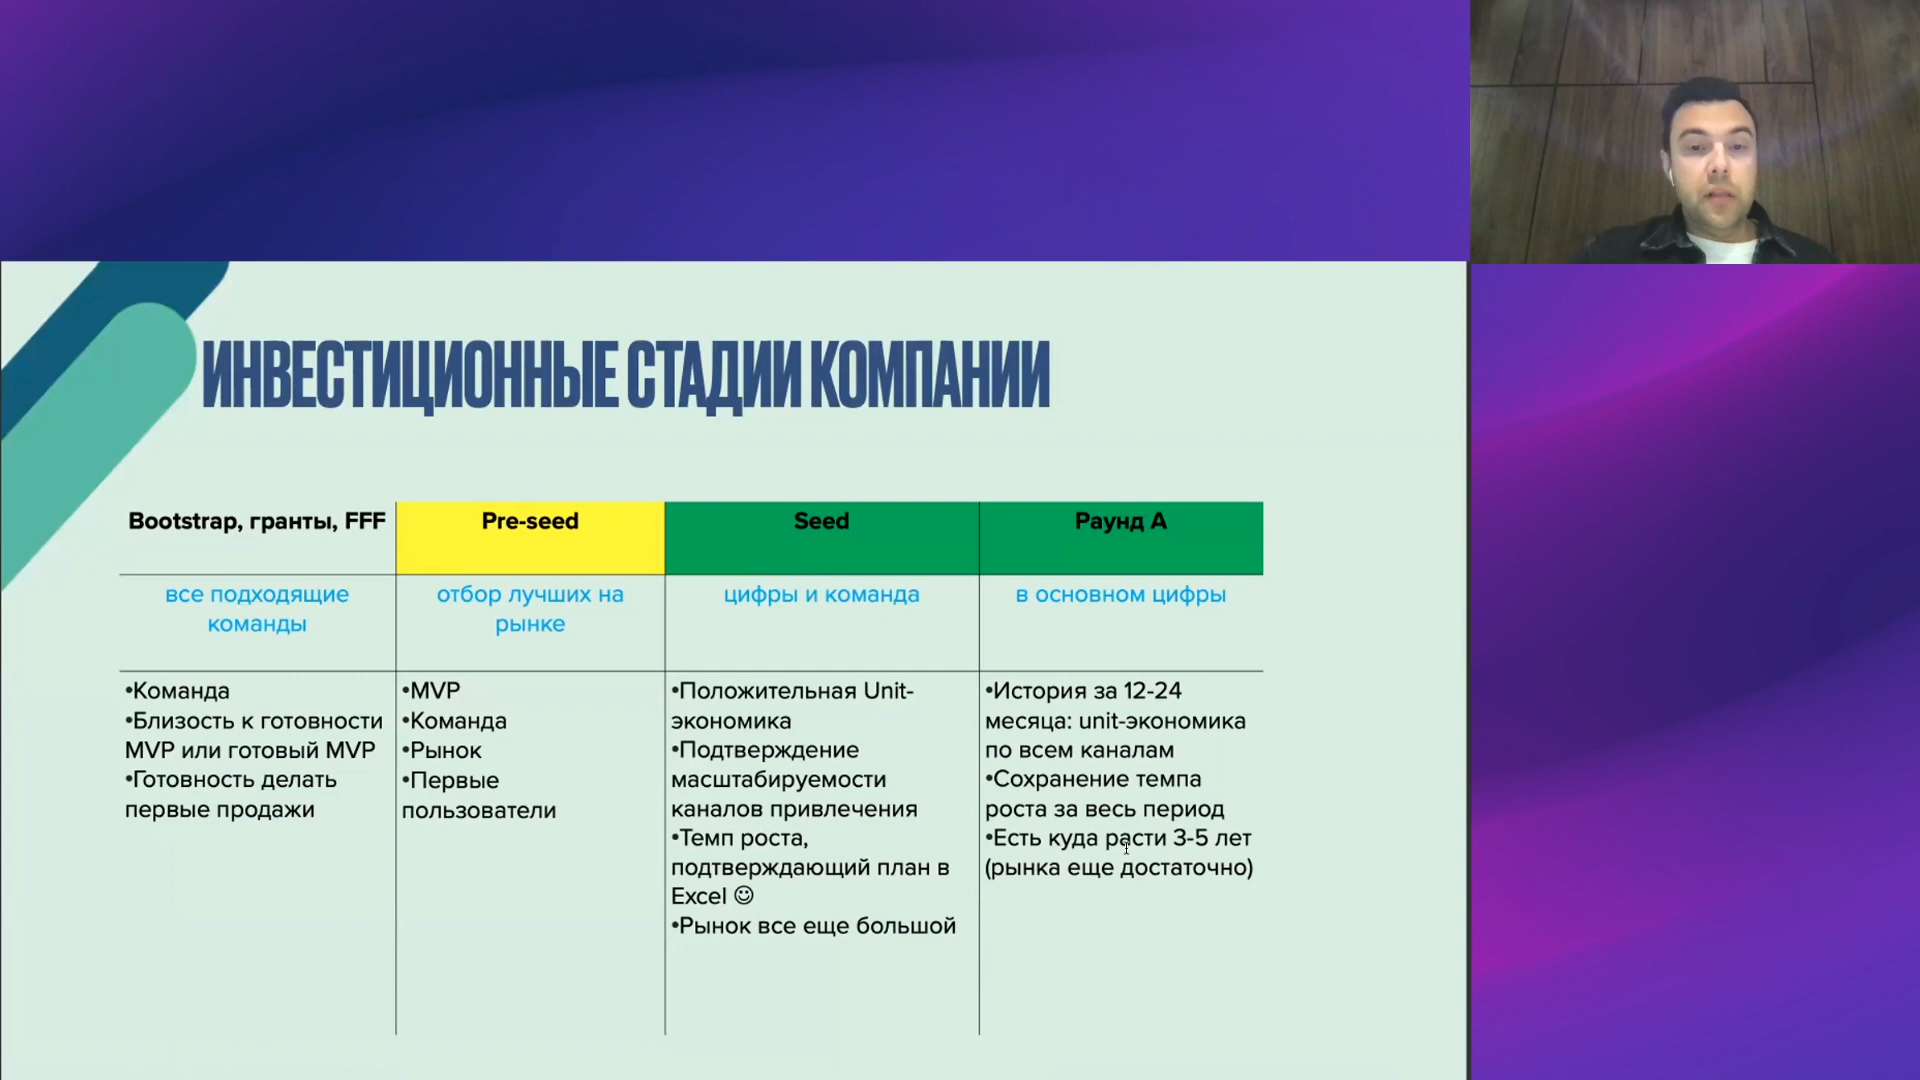 ИНВЕСТИЦИОННЫЕ СТАДИИ КОМПАНИИ
Bootstrap, гранты, FFF
Pre-seed
Seed
Раунд А
все подходящие
команды
отбор лучших на
рынке
цифры и команда
в основном цифры
•Команда
•Близость к готовности
MVP или готовый MVP
•Готовность делать
первые продажи
•MVP
•Команда
•Рынок
•Первые
пользователи
•Положительная Unit-
экономика
•Подтверждение
масштабируемости
каналов привлечения
•Темп роста,
подтверждающий план в
Excel ☺
•Рынок все еще большой
•История за 12-24
месяца: unit-экономика
по всем каналам
•Сохранение темпа
роста за весь период
•Есть куда расти 3-5 лет
(рынка еще достаточно)